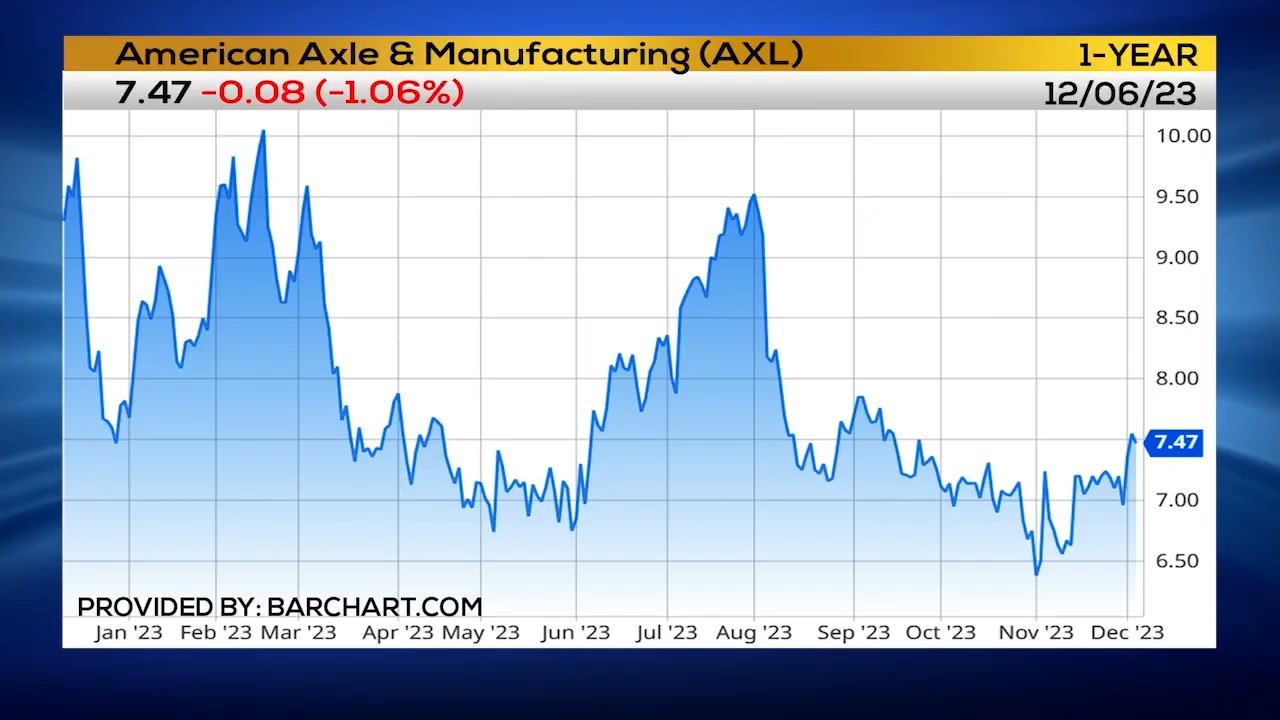 American Axle & Manufacturing (AXL) 1-YEAR
7.47 -0.08 (-1.06%) 12/06/23
10.00
9.50
9.00
8.50
8.00
7.47
7.00
6.50
PROVIDED BY: BARCHART.COM
Jan '23 Feb '23 Mar '23 Apr '23 May '23 Jun '23 Jul '23 Aug '23 Sep '23 Oct '23 Nov '23 Dec '23